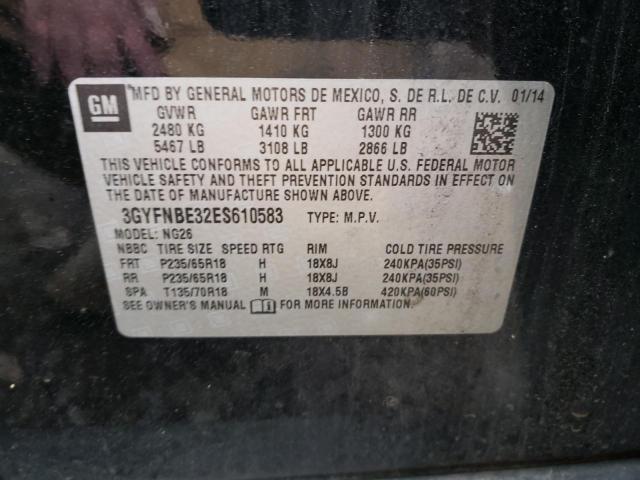 GM
MFD BY GENERAL MOTORS DE MEXICO, S. DE R.L. DE C.V. 01/14
GVWR GAWR FRT GAWR RR
2480 KG 1410 KG 1300 KG
5467 LB 3108 LB 2866 LB
THIS VEHICLE CONFORMS TO ALL APPLICABLE U.S. FEDERAL MOTOR
VEHICLE SAFETY AND THEFT PREVENTION STANDARDS IN EFFECT ON
THE DATE OF MANUFACTURE SHOWN ABOVE.
3GYFNBE32ES610583 TYPE: M.P.V.
MODEL: NG26
NBBC TIRE SIZE SPEED RTG RIM COLD TIRE PRESSURE
FRT P235/65R18 H 18X8J 240KPA(35PSI)
RR P235/65R18 H 18X8J 240KPA(35PSI)
SPA T135/70R18 M 18X4.5B 420KPA(60PSI)
SEE OWNER'S MANUAL FOR MORE INFORMATION.